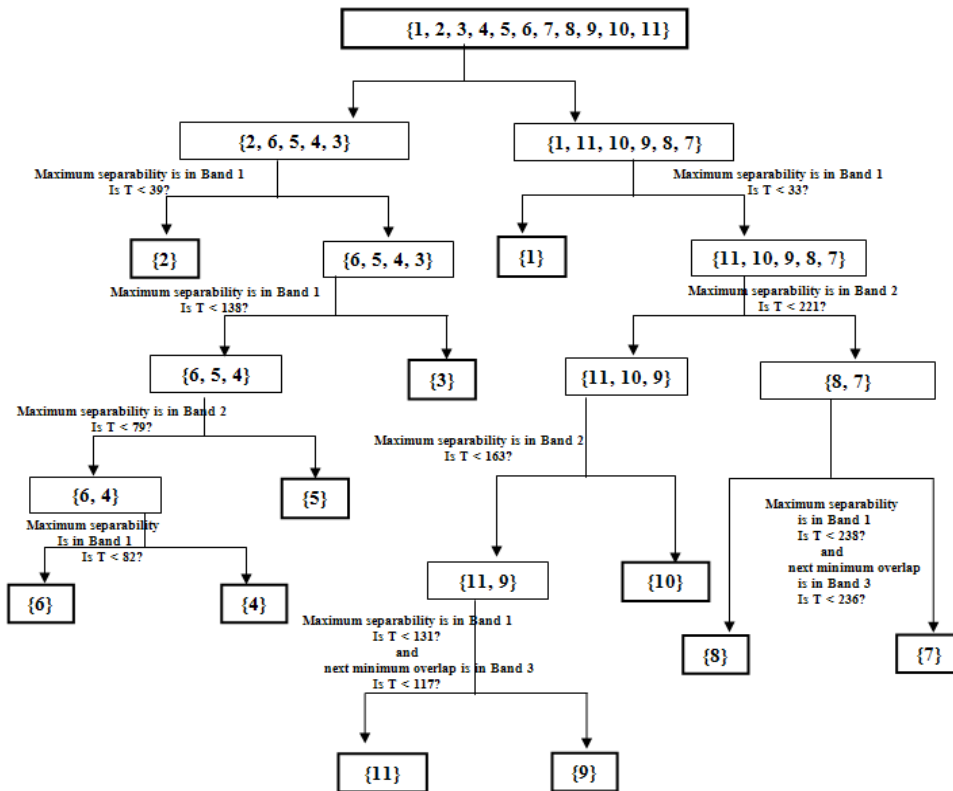 {1, 2, 3, 4, 5, 6, 7, 8, 9, 10, 11}
{2, 6, 5, 4, 3}
{1, 11, 10, 9, 8, 7}
Maximum separability is in Band 1
Is T < 39?
Maximum separability is in Band 1
Is T < 33?
{2}
{6, 5, 4, 3}
{1}
{11, 10, 9, 8, 7}
Maximum separability is in Band 1
Is T < 138?
Maximum separability is in Band 2
Is T < 221?
{6, 5, 4}
{3}
{11, 10, 9}
{8, 7}
Maximum separability is in Band 2
Is T < 79?
Maximum separability is in Band 2
Is T < 163?
{6, 4}
{5}
Maximum separability
Is in Band 1
Is T < 82?
Maximum separability
is in Band 1
Is T < 238?
and
next minimum overlap
is in Band 3
Is T < 236?
{6}
{4}
{11, 9}
{10}
Maximum separability is in Band 1
Is T < 131?
and
next minimum overlap is in Band 3
Is T < 117?
{8}
{7}
{11}
{9}